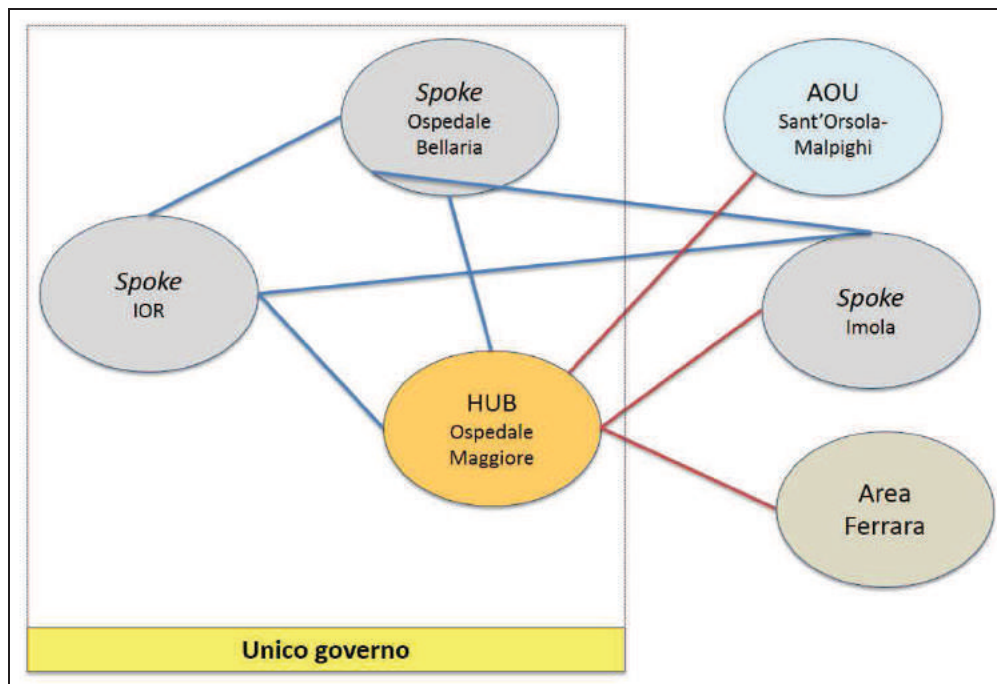 Spoke
Ospedale
Bellaria
AOU
Sant'Orsola-
Malpighi
Spoke
IOR
Spoke
Imola
HUB
Ospedale
Maggiore
Area
Ferrara
Unico governo